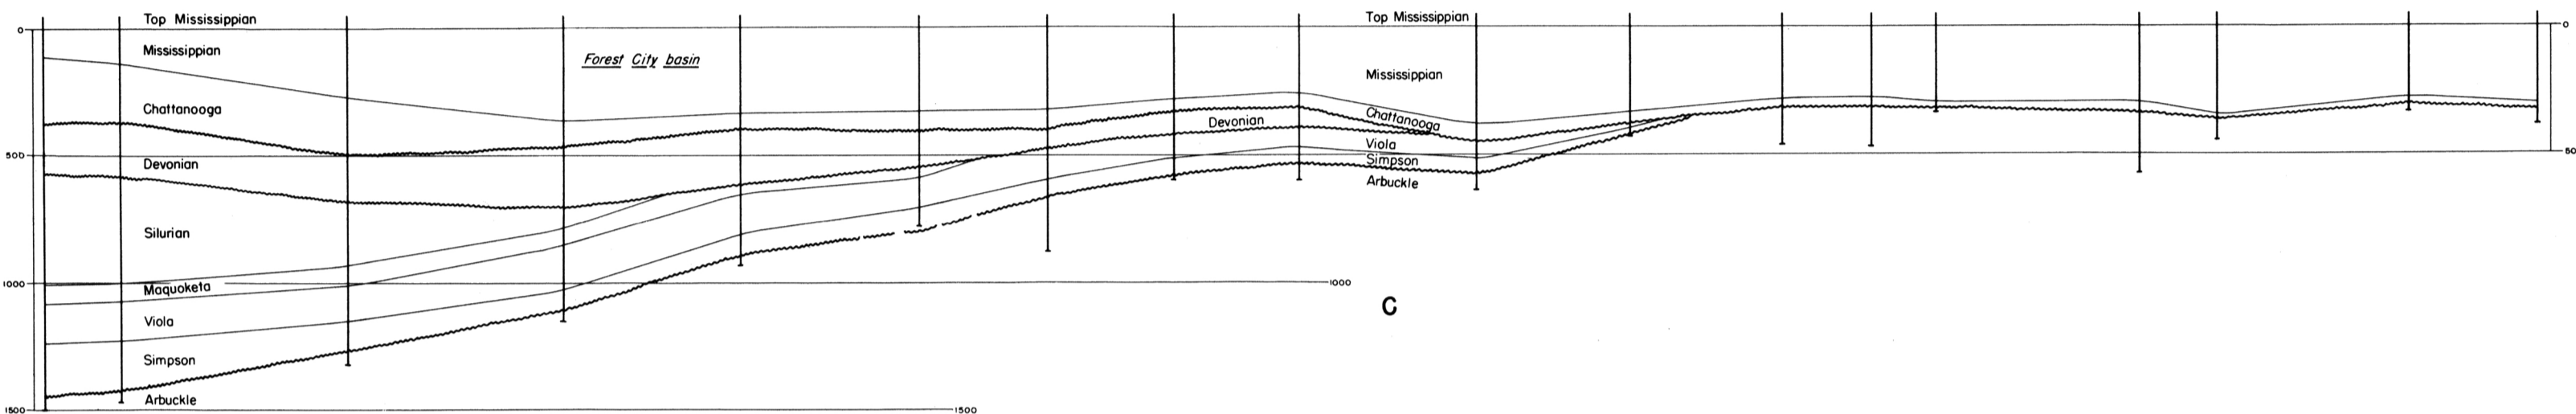 Top Mississippian
Top Mississippian
0
0
Mississippian
Forest City basin
Mississippian
Chattanooga
Chattanooga
Devonian
Viola
500
50
Simpson
Devonian
Arbuckle
Silurian
1000
Maquoketa
1000
C
Viola
Simpson
Arbuckle
1500
1500